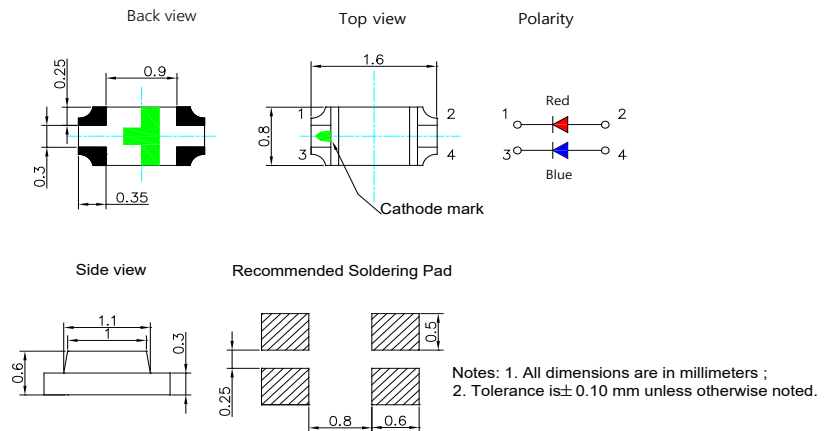 Back view
Top view
Polarity
0.25
0.9
0.3
0.35
1.6
0.8
1
2
3
4
Cathode mark
Red
1
2
3
4
Blue
Side view
Recommended Soldering Pad
1.1
1
0.6
0.3
0.5
0.25
0.8
0.6
Notes: 1. All dimensions are in millimeters ;
2. Tolerance is± 0.10 mm unless otherwise noted.